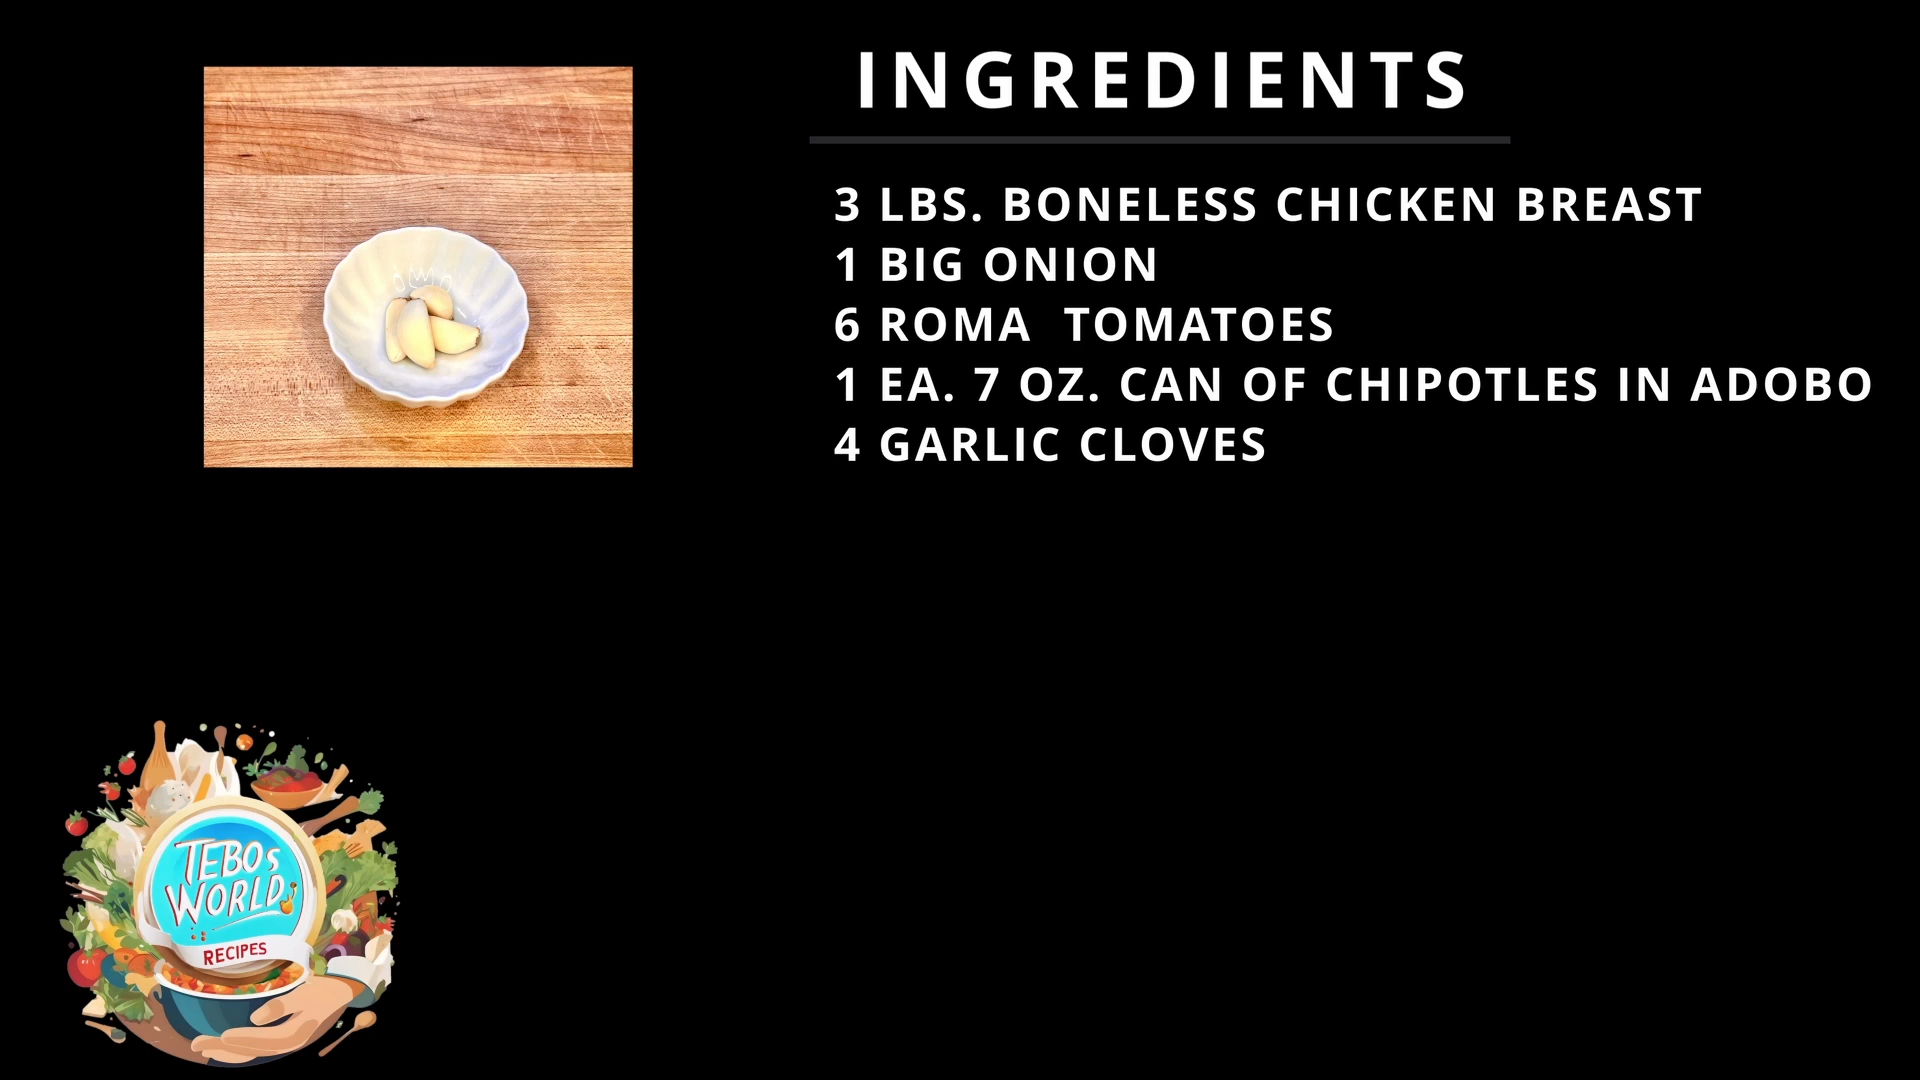 INGREDIENTS
3 LBS. BONELESS CHICKEN BREAST
1 BIG ONION
6 ROMA  TOMATOES
1 EA. 7 OZ. CAN OF CHIPOTLES IN ADOBO
4 GARLIC CLOVES
TEBOS
WORLD
RECIPES